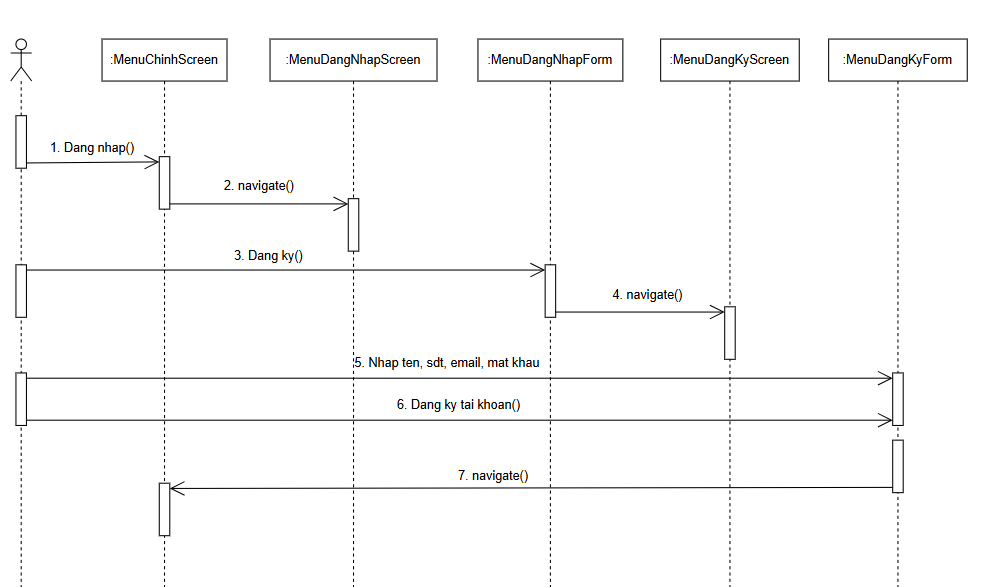 :MenuChinhScreen
:MenuDangNhapScreen
:MenuDangNhapForm
:MenuDangKyScreen
:MenuDangKyForm
1. Dang nhap()
2. navigate()
3. Dang ky()
4. navigate()
5. Nhap ten, sdt, email, mat khau
6. Dang ky tai khoan()
7. navigate()